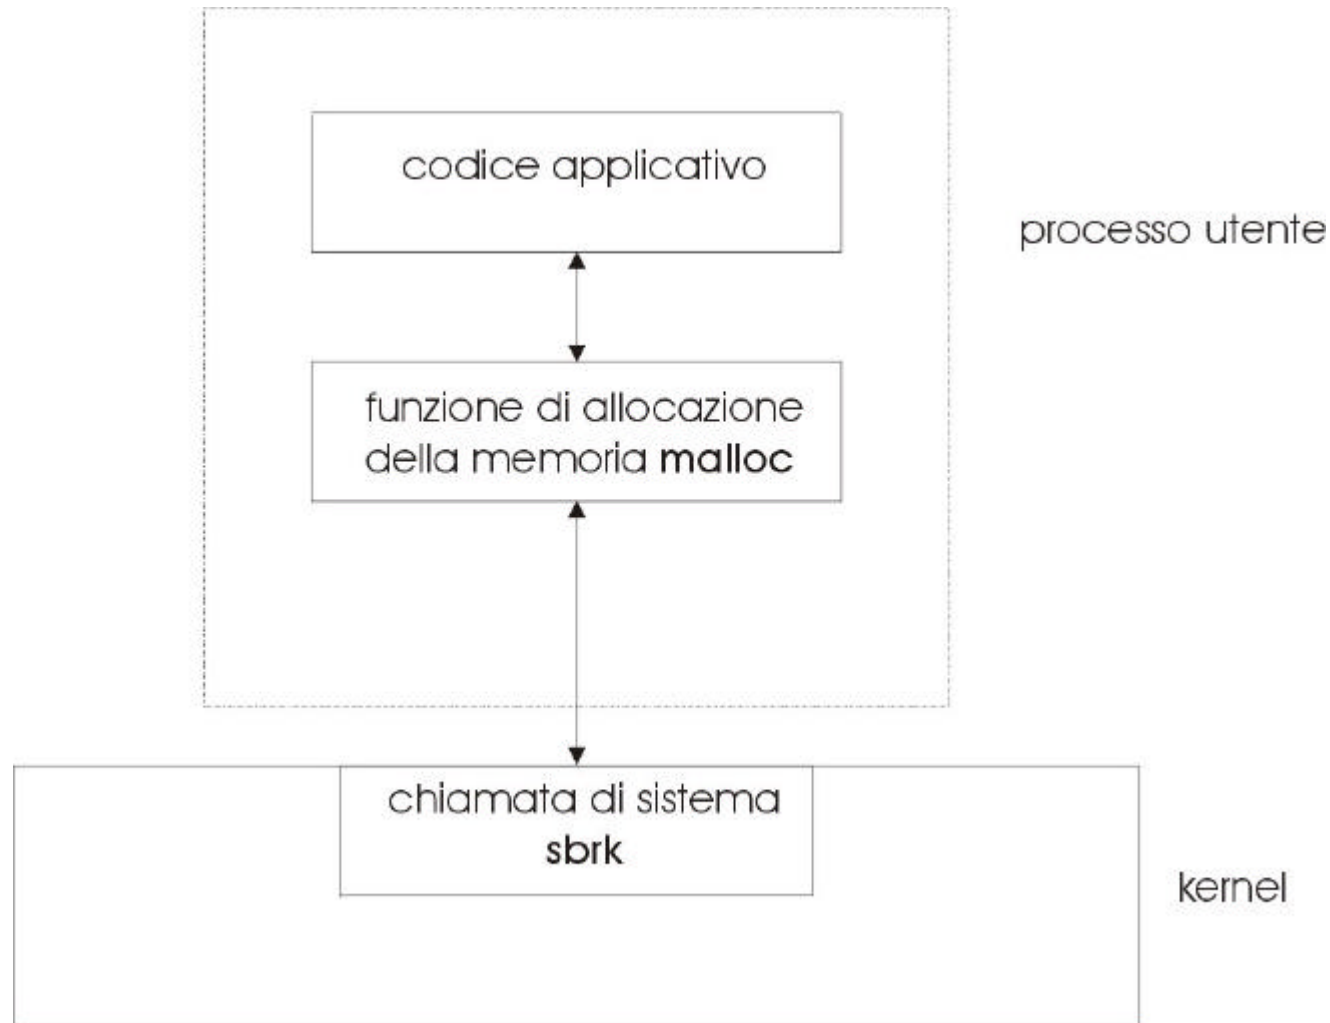 codice applicativo
processo utente
funzione di allocazione
della memoria malloc
chiamata di sistema
sbrk
kernel